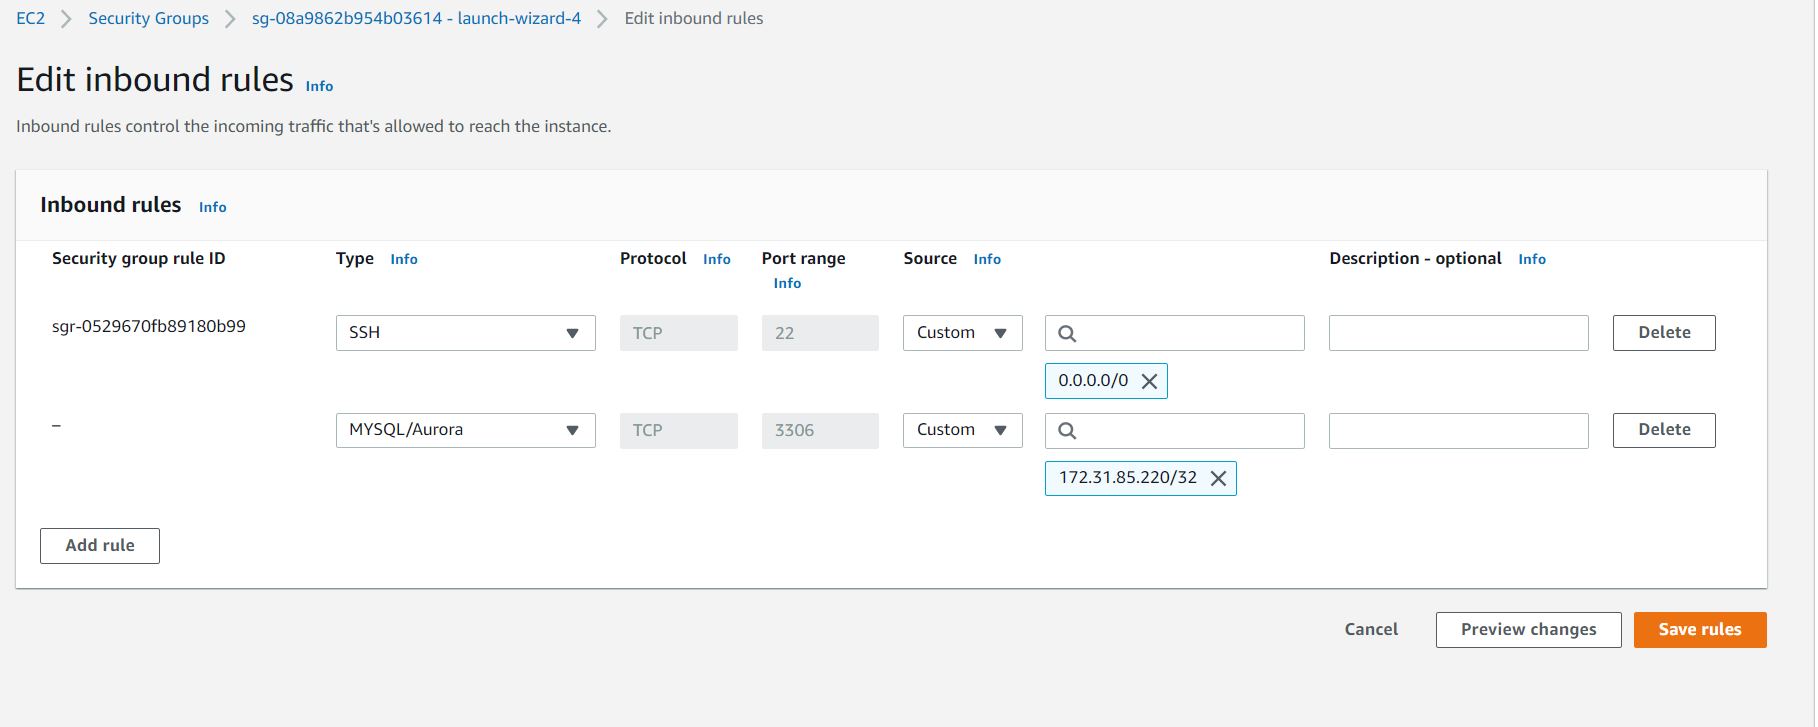 EC2 > Security Groups > sg-08a9862b954b03614 - launch-wizard-4 > Edit inbound rules
Edit inbound rules Info
Inbound rules control the incoming traffic that's allowed to reach the instance.
Inbound rules Info
Security group rule ID Type Info Protocol Info Port range Source Info Description - optional Info
Info
sgr-0529670fb89180b99 SSH TCP 22 Custom Delete
0.0.0.0/0
– MYSQL/Aurora TCP 3306 Custom Delete
172.31.85.220/32
Add rule
Cancel Preview changes Save rules